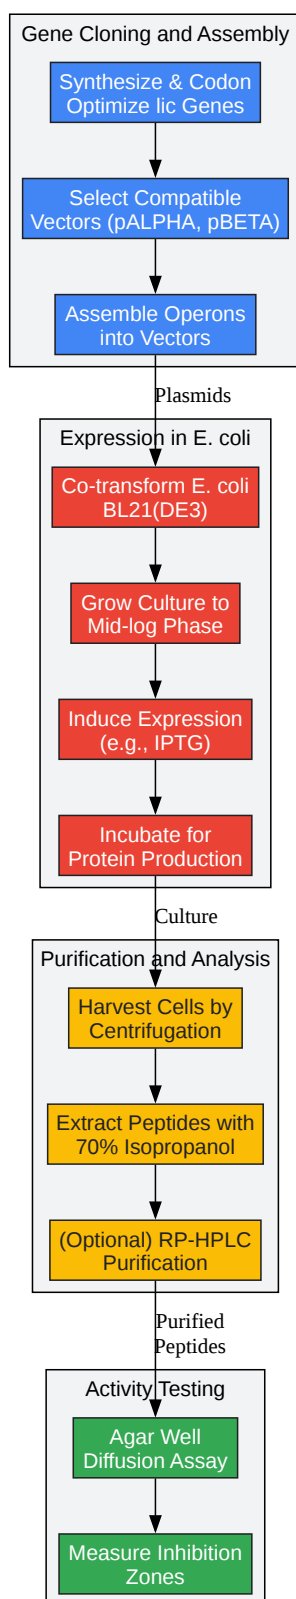 Gene Cloning and Assembly
Synthesize & Codon
Optimize lic Genes
Select Compatible
Vectors (pALPHA, pBETA)
Assemble Operons
into Vectors
Plasmids
Expression in E. coli
Co-transform E. coli
BL21(DE3)
Grow Culture to
Mid-log Phase
Induce Expression
(e.g., IPTG)
Incubate for
Protein Production
Culture
Purification and Analysis
Harvest Cells by
Centrifugation
Extract Peptides with
70% Isopropanol
(Optional) RP-HPLC
Purification
Purified
Peptides
Activity Testing
Agar Well
Diffusion Assay
Measure Inhibition
Zones